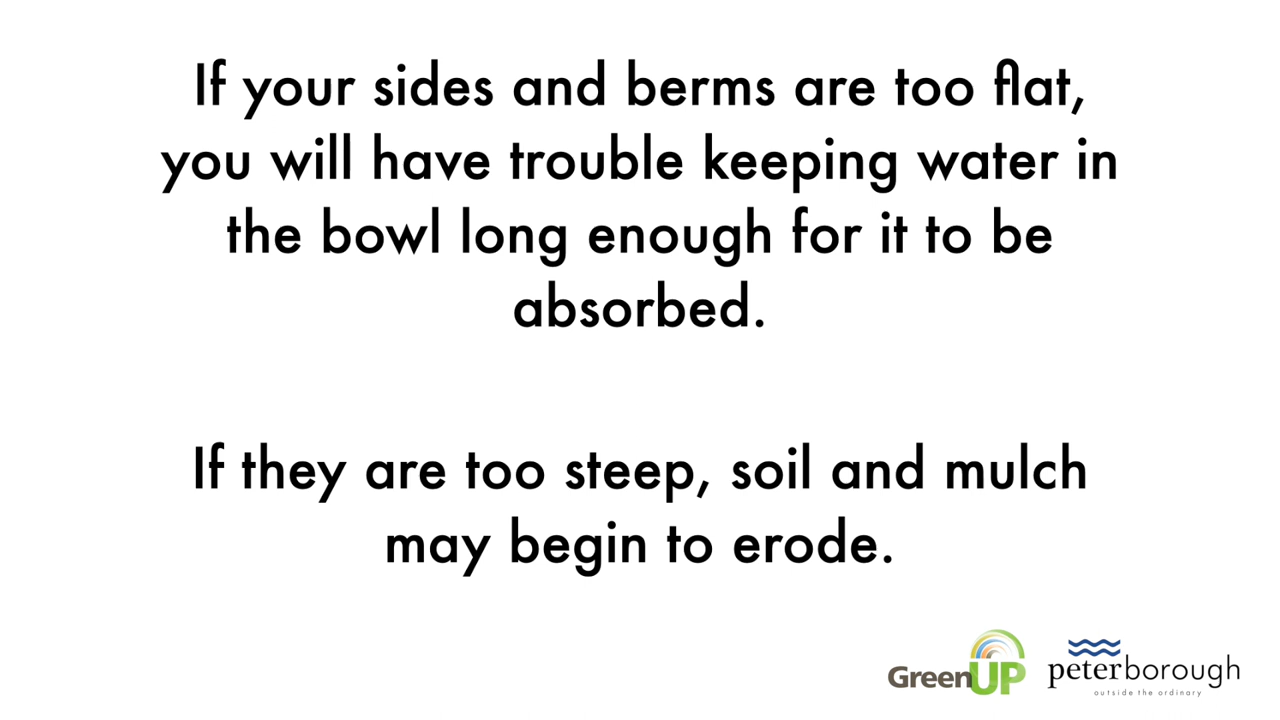 If your sides and berms are too flat,
you will have trouble keeping water in
the bowl long enough for it to be
absorbed.
If they are too steep, soil and mulch
may begin to erode.
GreenUP
peterborough
outside the ordinary